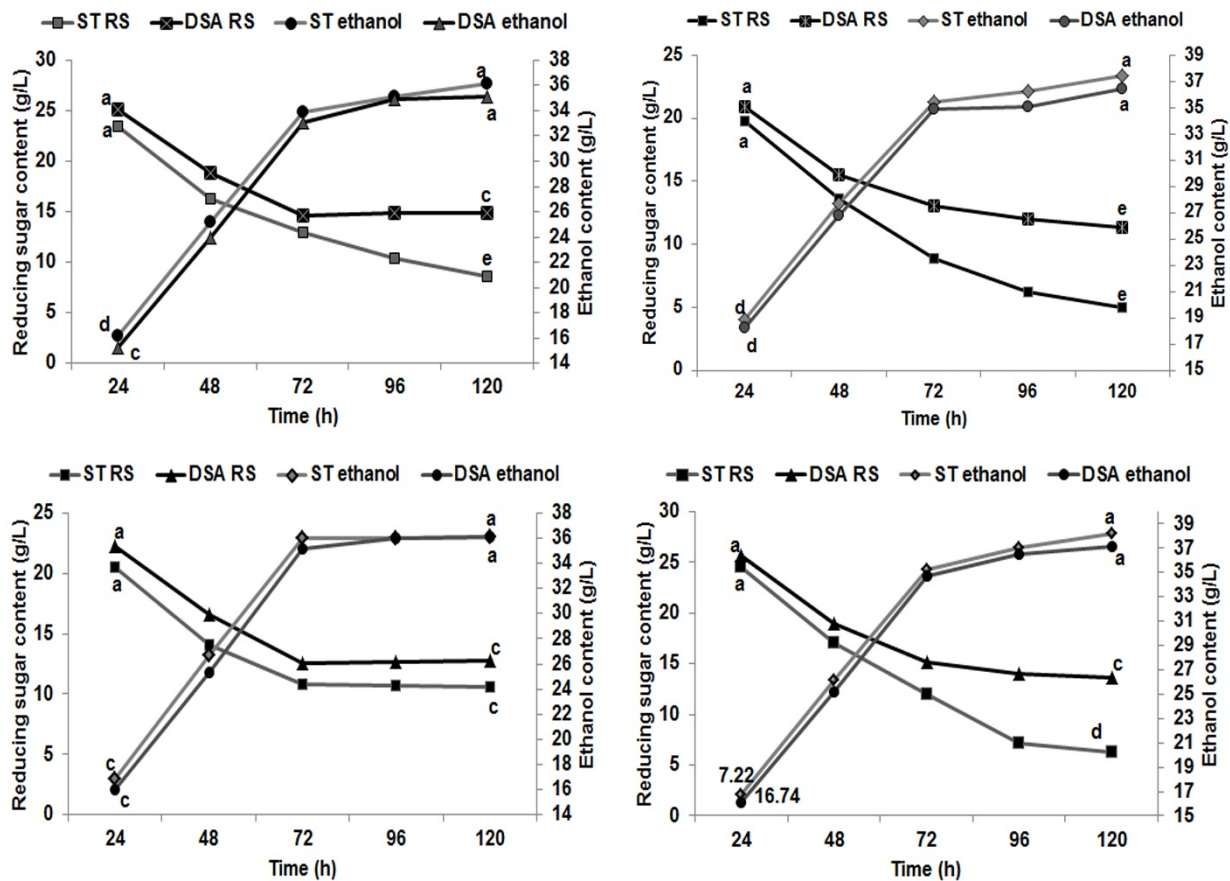 ST RS DSA RS ST ethanol DSA ethanol
Reducing sugar content (g/L)
30
25
20
15
10
5
0
a
a
d
c
a
a
c
e
38
36
34
32
30
28
26
24
22
20
18
16
14
Ethanol content (g/L)
24 48 72 96 120
Time (h)
ST RS DSA RS ST ethanol DSA ethanol
Reducing sugar content (g/L)
25
20
15
10
5
0
a
a
d
d
a
a
e
e
39
37
35
33
31
29
27
25
23
21
19
17
15
Ethanol content (g/L)
24 48 72 96 120
Time (h)
ST RS DSA RS ST ethanol DSA ethanol
Reducing sugar content (g/L)
25
20
15
10
5
0
a
a
c
c
a
a
c
c
38
36
34
32
30
28
26
24
22
20
18
16
14
Ethanol content (g/L)
24 48 72 96 120
Time (h)
ST RS DSA RS ST ethanol DSA ethanol
Reducing sugar content (g/L)
30
25
20
15
10
5
0
a
a
7.22
16.74
a
a
c
d
39
37
35
33
31
29
27
25
23
21
19
17
15
Ethanol content (g/L)
24 48 72 96 120
Time (h)